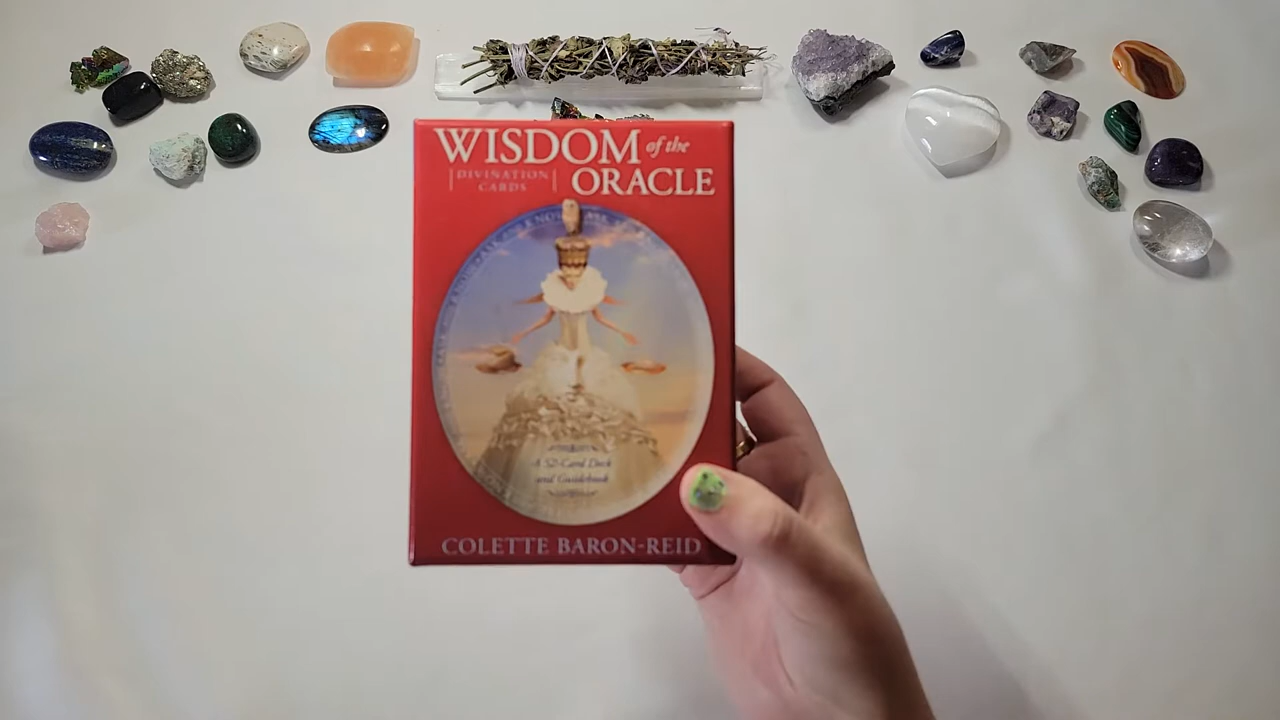 WISDOM of the
DIVINATION
CARDS
ORACLE
A 52-Card Deck
and Guidebook
COLETTE BARON-REID